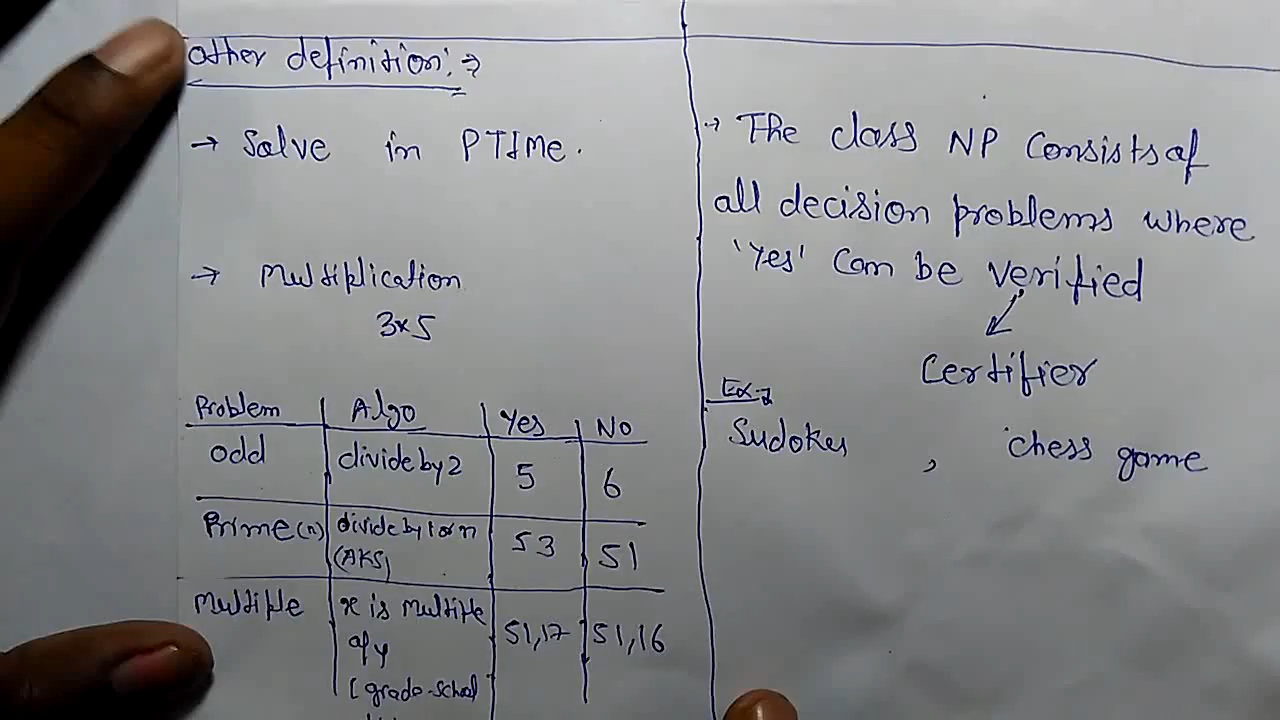 Other definition :→
→ Solve in PTIME.
→ Multiplication
3×5
Problem Algo Yes No
odd divide by 2 5 6
Prime(n) divide by 1 or n 53 51
(AKS)
Multiple x is multiple 51,17 51,16
of y
[grade-school
→ The class NP consists of
all decision problems where
'Yes' can be verified
Certifier
Ex-
Sudoku , chess game